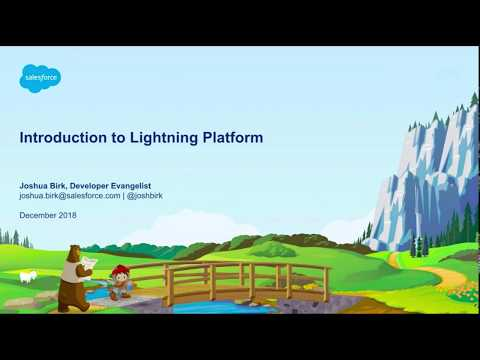 salesforce
Introduction to Lightning Platform
Joshua Birk, Developer Evangelist
joshua.birk@salesforce.com | @joshbirk
December 2018